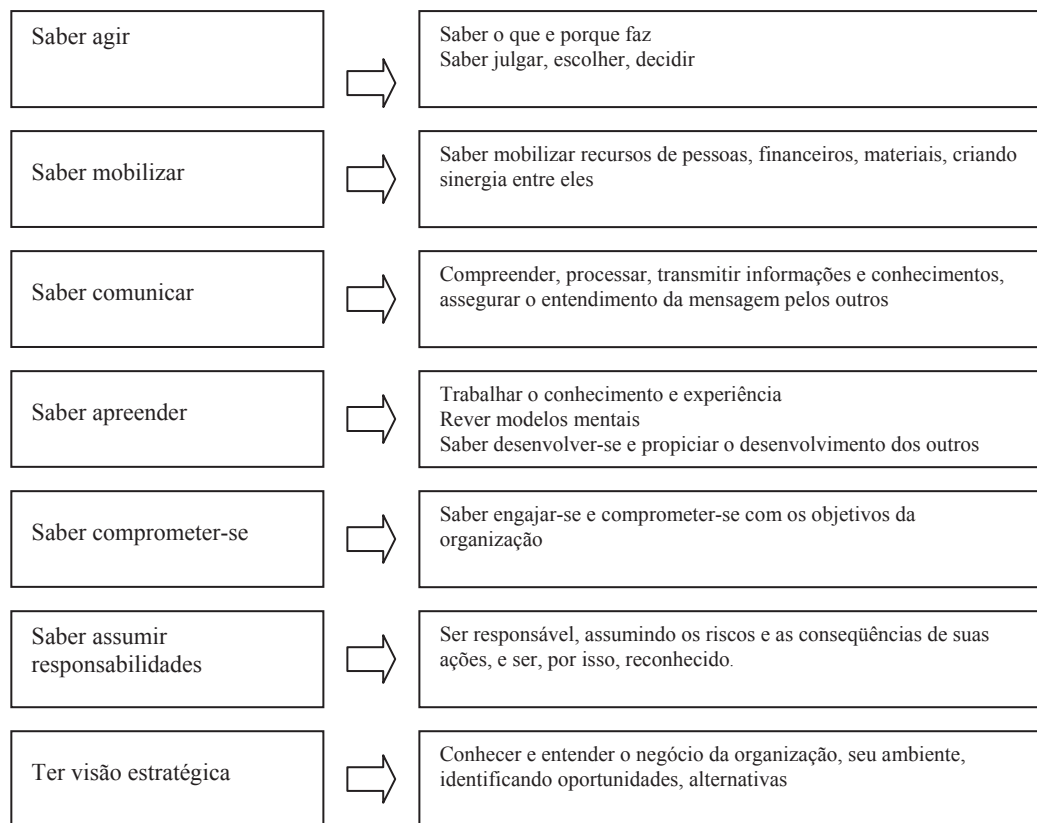 Saber agir
Saber o que e porque faz
Saber julgar, escolher, decidir
Saber mobilizar
Saber mobilizar recursos de pessoas, financeiros, materiais, criando
sinergia entre eles
Saber comunicar
Compreender, processar, transmitir informações e conhecimentos,
assegurar o entendimento da mensagem pelos outros
Saber apreender
Trabalhar o conhecimento e experiência
Rever modelos mentais
Saber desenvolver-se e propiciar o desenvolvimento dos outros
Saber comprometer-se
Saber engajar-se e comprometer-se com os objetivos da
organização
Saber assumir
responsabilidades
Ser responsável, assumindo os riscos e as conseqüências de suas
ações, e ser, por isso, reconhecido.
Ter visão estratégica
Conhecer e entender o negócio da organização, seu ambiente,
identificando oportunidades, alternativas